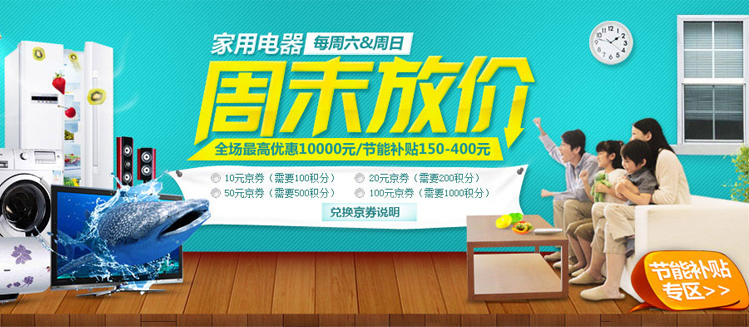 家用电器 每周六&周日
周末放价
全场最高优惠10000元/节能补贴150-400元
10元京券（需要100积分） 20元京券（需要200积分）
50元京券（需要500积分） 100元京券（需要1000积分）
兑换京券说明
节能补贴
专区>>